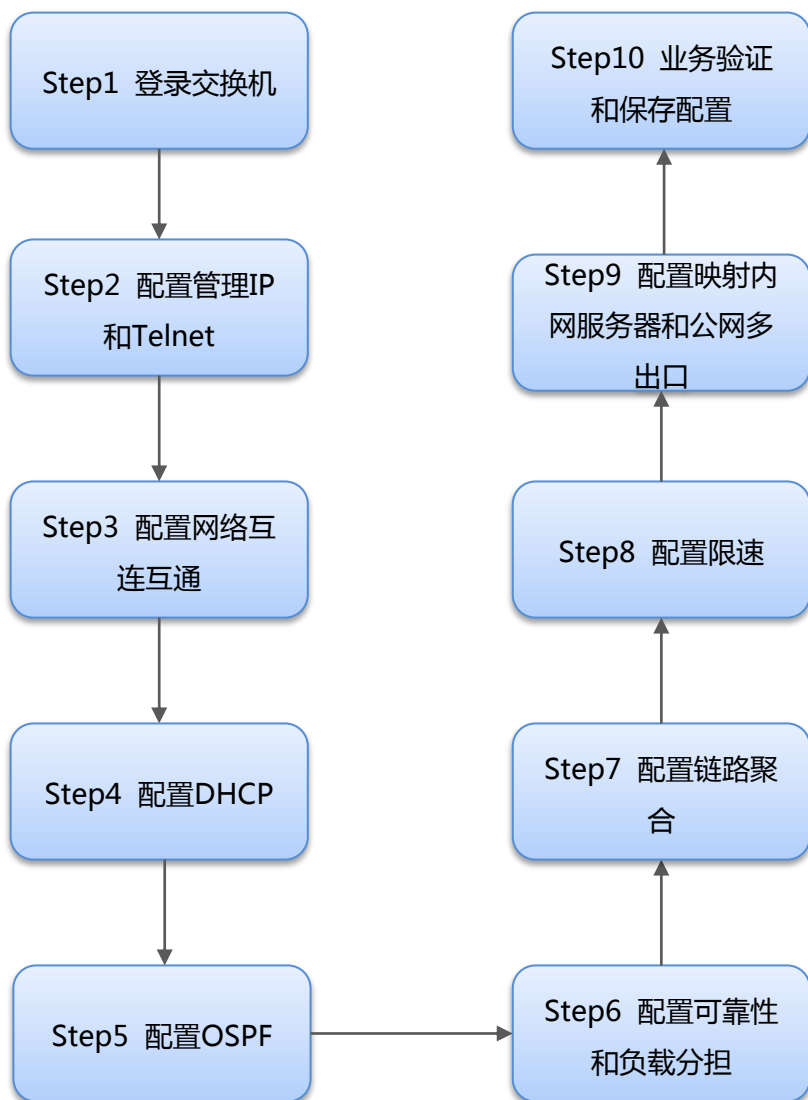 Step1 登录交换机
Step2 配置管理IP
和Telnet
Step3 配置网络互
连互通
Step4 配置DHCP
Step5 配置OSPF
Step6 配置可靠性
和负载分担
Step7 配置链路聚
合
Step8 配置限速
Step9 配置映射内
网服务器和公网多
出口
Step10 业务验证
和保存配置